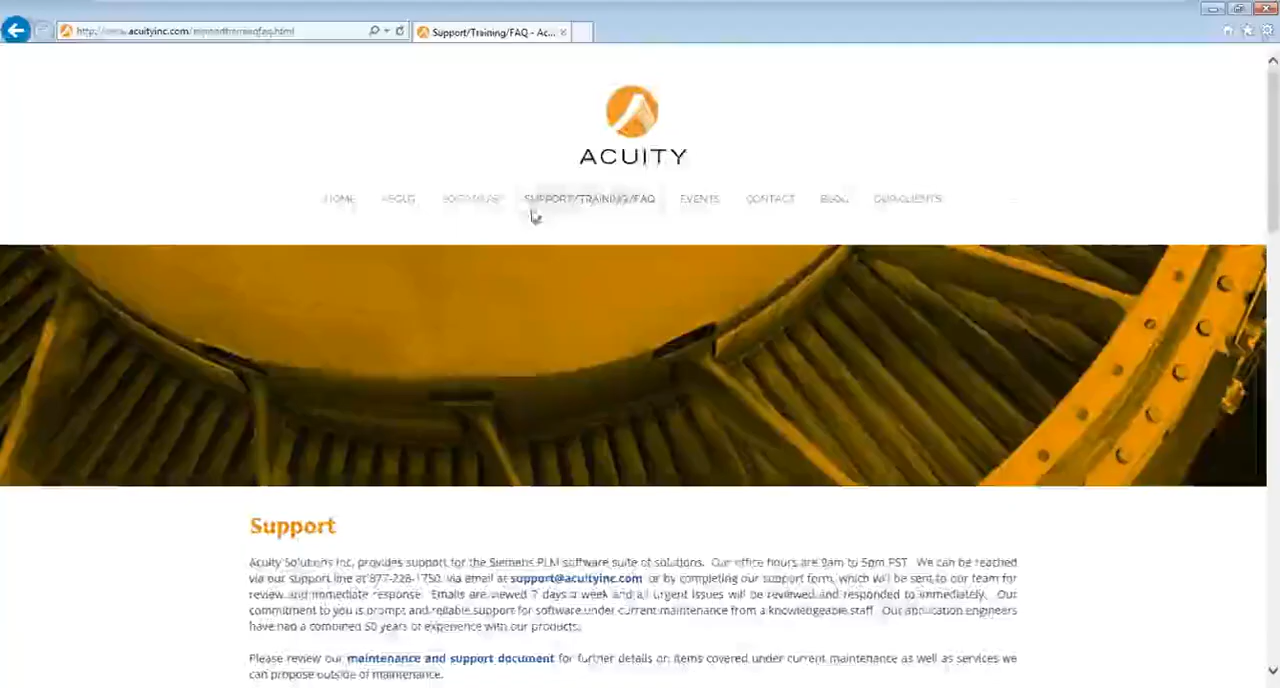 http://www.acuityinc.com/supporttrainingfaq.html
Support/Training/FAQ - Ac...
ACUITY
HOME ABOUT SUPPORT/TRAINING/FAQ EVENTS CONTACT BLOG OUR CLIENTS
Support
Acuity Solutions Inc, provides support for the Siemens PLM software suite of solutions. Our office hours are 9am to 5pm PST. We can be reached
via our support line at 877-228-1750, via email at support@acuityinc.com or by completing our support form, which will be sent to our team for
review and immediate response. Emails are viewed 7 days a week and all urgent issues will be reviewed and responded to immediately. Our
commitment to you is prompt and reliable support for software under current maintenance from a knowledgeable staff. Our application engineers
have had a combined 50 years of experience with our products.
Please review our maintenance and support document for further details on items covered under current maintenance as well as services we
can propose outside of maintenance.